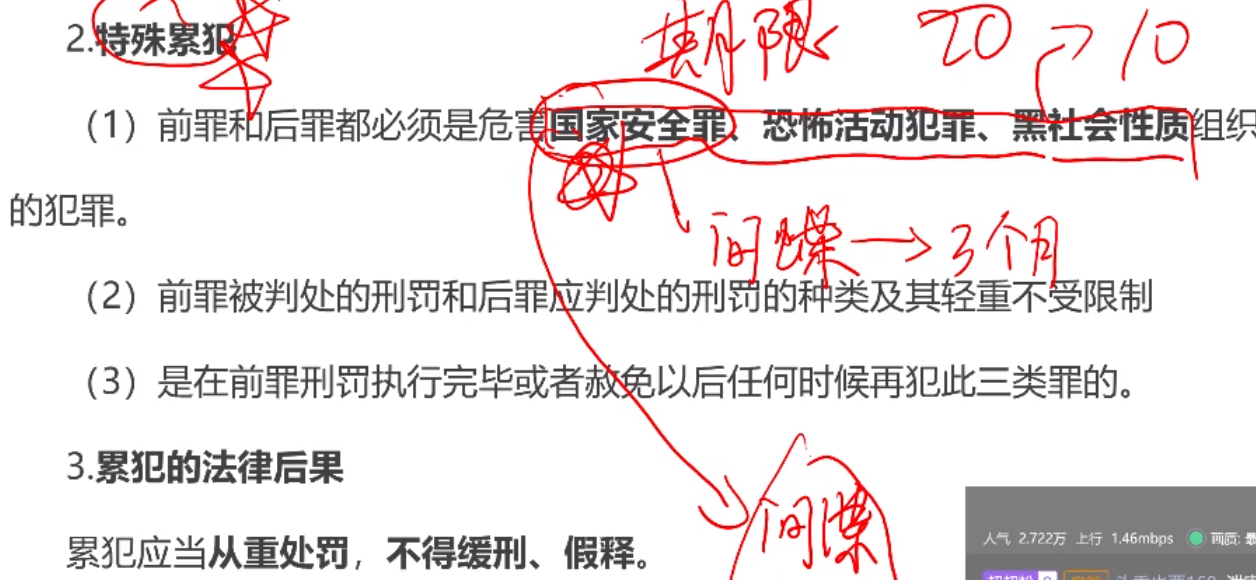 期限 20 → 10
2.特殊累犯
（1）前罪和后罪都必须是危害国家安全罪、恐怖活动犯罪、黑社会性质组织
的犯罪。
间蝶→3个月
（2）前罪被判处的刑罚和后罪应判处的刑罚的种类及其轻重不受限制
（3）是在前罪刑罚执行完毕或者赦免以后任何时候再犯此三类罪的。
3.累犯的法律后果
间谍
累犯应当从重处罚，不得缓刑、假释。
人气 2.722万 上行 1.46mbps 画质: 最